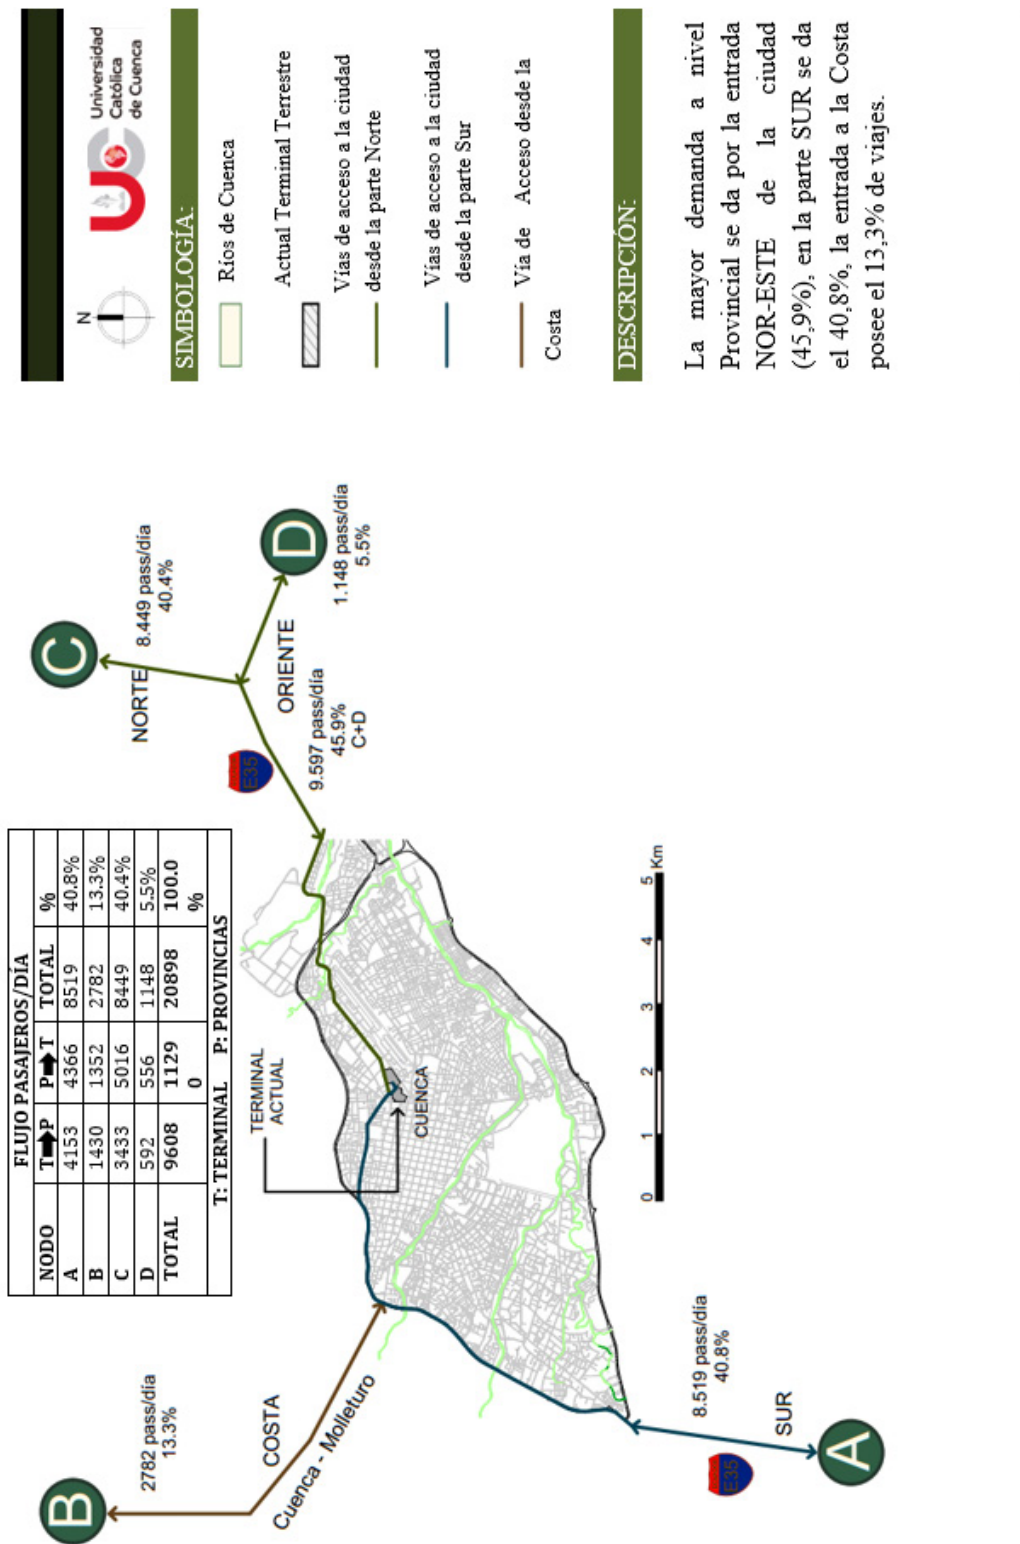 FLUJO PASAJEROS/DÍA
NODO T➡P P➡T TOTAL %
A 4153 4366 8519 40.8%
B 1430 1352 2782 13.3%
C 3433 5016 8449 40.4%
D 592 556 1148 5.5%
TOTAL 9608 1129 20898 100.0
0 %
T: TERMINAL P: PROVINCIAS
B
2782 pass/día
13.3%
COSTA
Cuenca - Molleturo
TERMINAL
ACTUAL
CUENCA
E35
NORTE
C
8.449 pass/día
40.4%
ORIENTE
D
1.148 pass/día
5.5%
9.597 pass/día
45.9%
C+D
8.519 pass/día
40.8%
SUR
E35
A
0 1 2 3 4 5 Km
N
UC
Universidad
Católica
de Cuenca
SIMBOLOGÍA:
Ríos de Cuenca
Actual Terminal Terrestre
Vías de acceso a la ciudad
desde la parte Norte
Vías de acceso a la ciudad
desde la parte Sur
Vía de Acceso desde la
Costa
DESCRIPCIÓN:
La mayor demanda a nivel
Provincial se da por la entrada
NOR-ESTE de la ciudad
(45,9%), en la parte SUR se da
el 40,8%, la entrada a la Costa
posee el 13,3% de viajes.